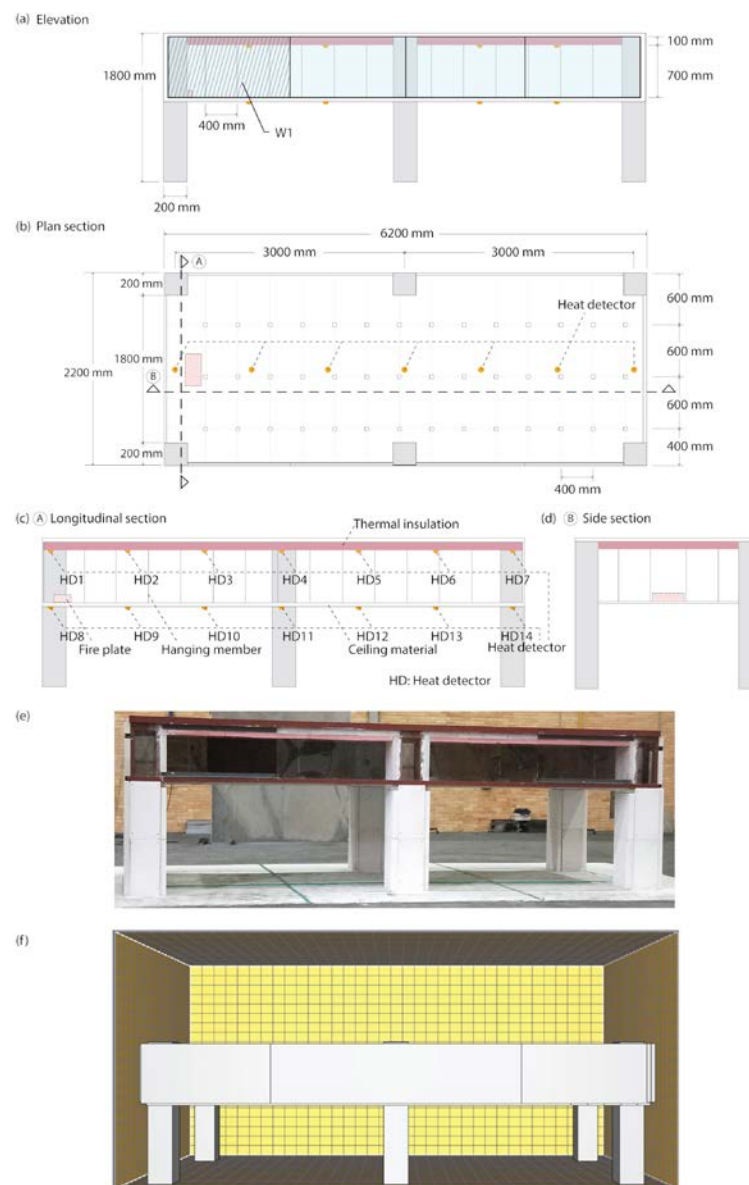 (a) Elevation
1800 mm
100 mm
700 mm
400 mm
W1
200 mm
(b) Plan section
6200 mm
A
3000 mm
3000 mm
200 mm
600 mm
Heat detector
1800 mm
600 mm
2200 mm
B
600 mm
200 mm
400 mm
400 mm
(c) A Longitudinal section
Thermal insulation
(d) B Side section
HD1 HD2 HD3 HD4 HD5 HD6 HD7
HD8 HD9 HD10 HD11 HD12 HD13 HD14
Fire plate Hanging member Ceiling material Heat detector
HD: Heat detector
(e)
(f)